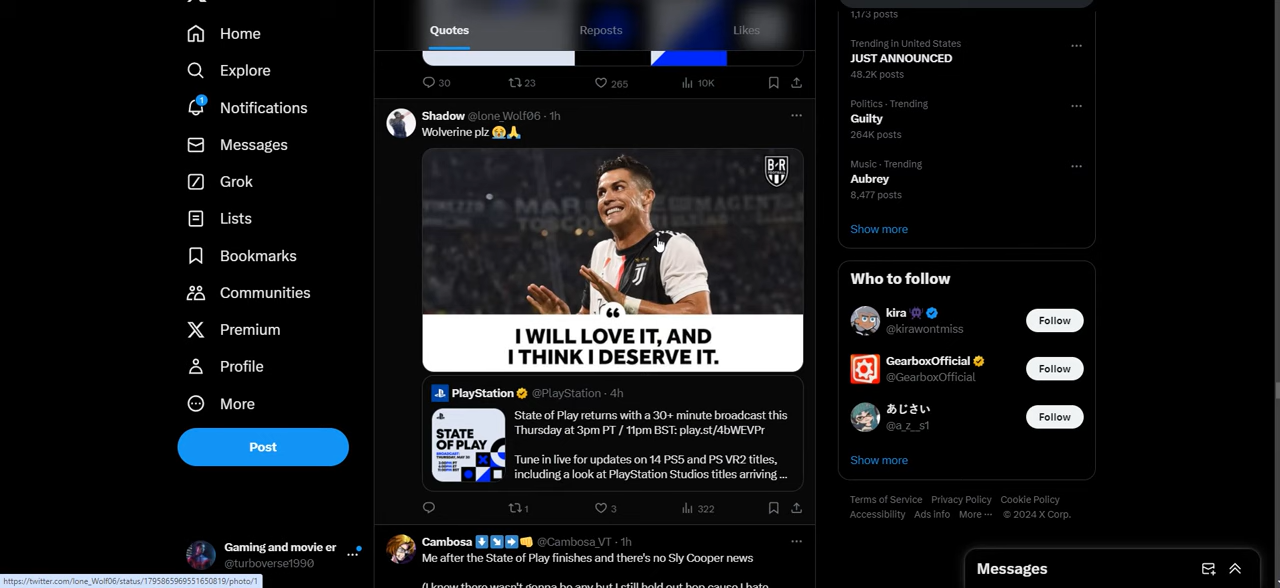 Home
Explore
1
Notifications
Messages
Grok
Lists
Bookmarks
Communities
Premium
Profile
More
Post
Gaming and movie er
@turboverse1990
https://twitter.com/lone_Wolf06/status/1795865969551650819/photo/1
Quotes
Reposts
Likes
30
23
265
10K
Shadow @lone_Wolf06 · 1h
Wolverine plz 😭🙏
B/R
FOOTBALL
“
I WILL LOVE IT, AND
I THINK I DESERVE IT.
PlayStation @PlayStation · 4h
State of Play returns with a 30+ minute broadcast this
Thursday at 3pm PT / 11pm BST: play.st/4bWEVPr
Tune in live for updates on 14 PS5 and PS VR2 titles,
including a look at PlayStation Studios titles arriving ...
STATE
OF PLAY
1
3
322
Cambosa ⬇️↘️➡️👊 @Cambosa_VT · 1h
Me after the State of Play finishes and there's no Sly Cooper news
(I know there wasn't gonna be any but I still hold out hop cause I hate
1,173 posts
Trending in United States
JUST ANNOUNCED
48.2K posts
Politics · Trending
Guilty
264K posts
Music · Trending
Aubrey
8,477 posts
Show more
Who to follow
kira
@kirawontmiss
Follow
GearboxOfficial
@GearboxOfficial
Follow
あじさい
@a_z__s1
Follow
Show more
Terms of Service Privacy Policy Cookie Policy
Accessibility Ads info More ··· © 2024 X Corp.
Messages